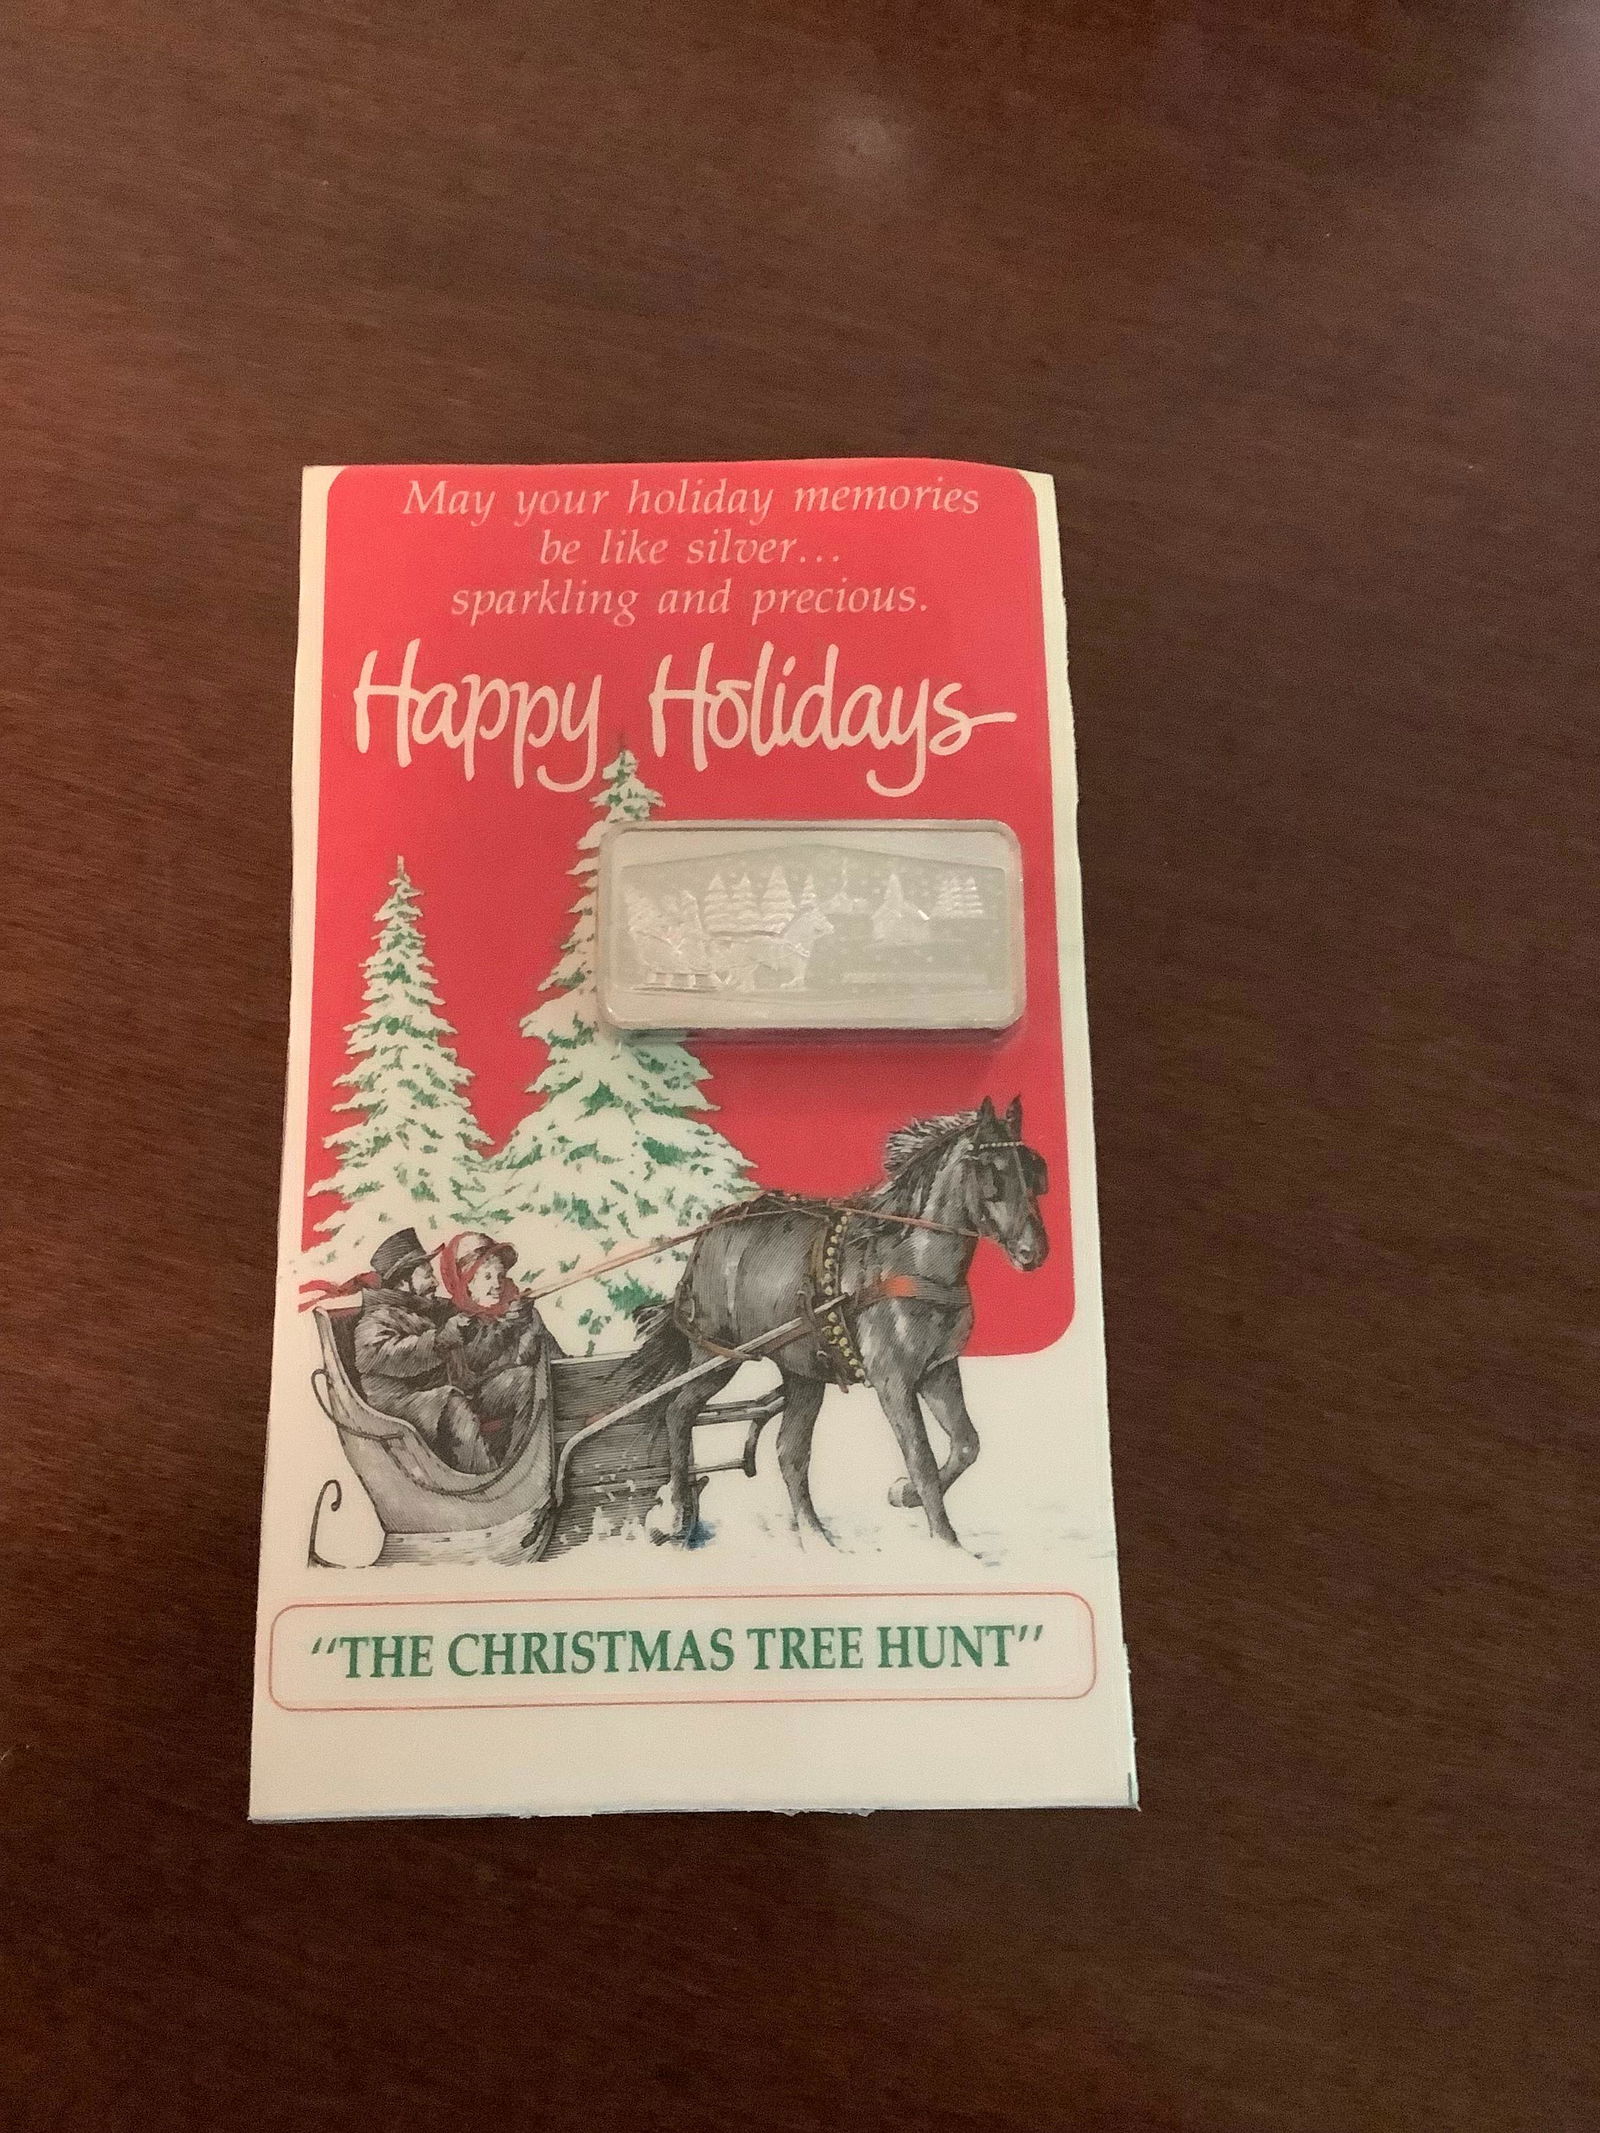 May your holiday memories
be like silver...
sparkling and precious.
Happy Holidays
"THE CHRISTMAS TREE HUNT"